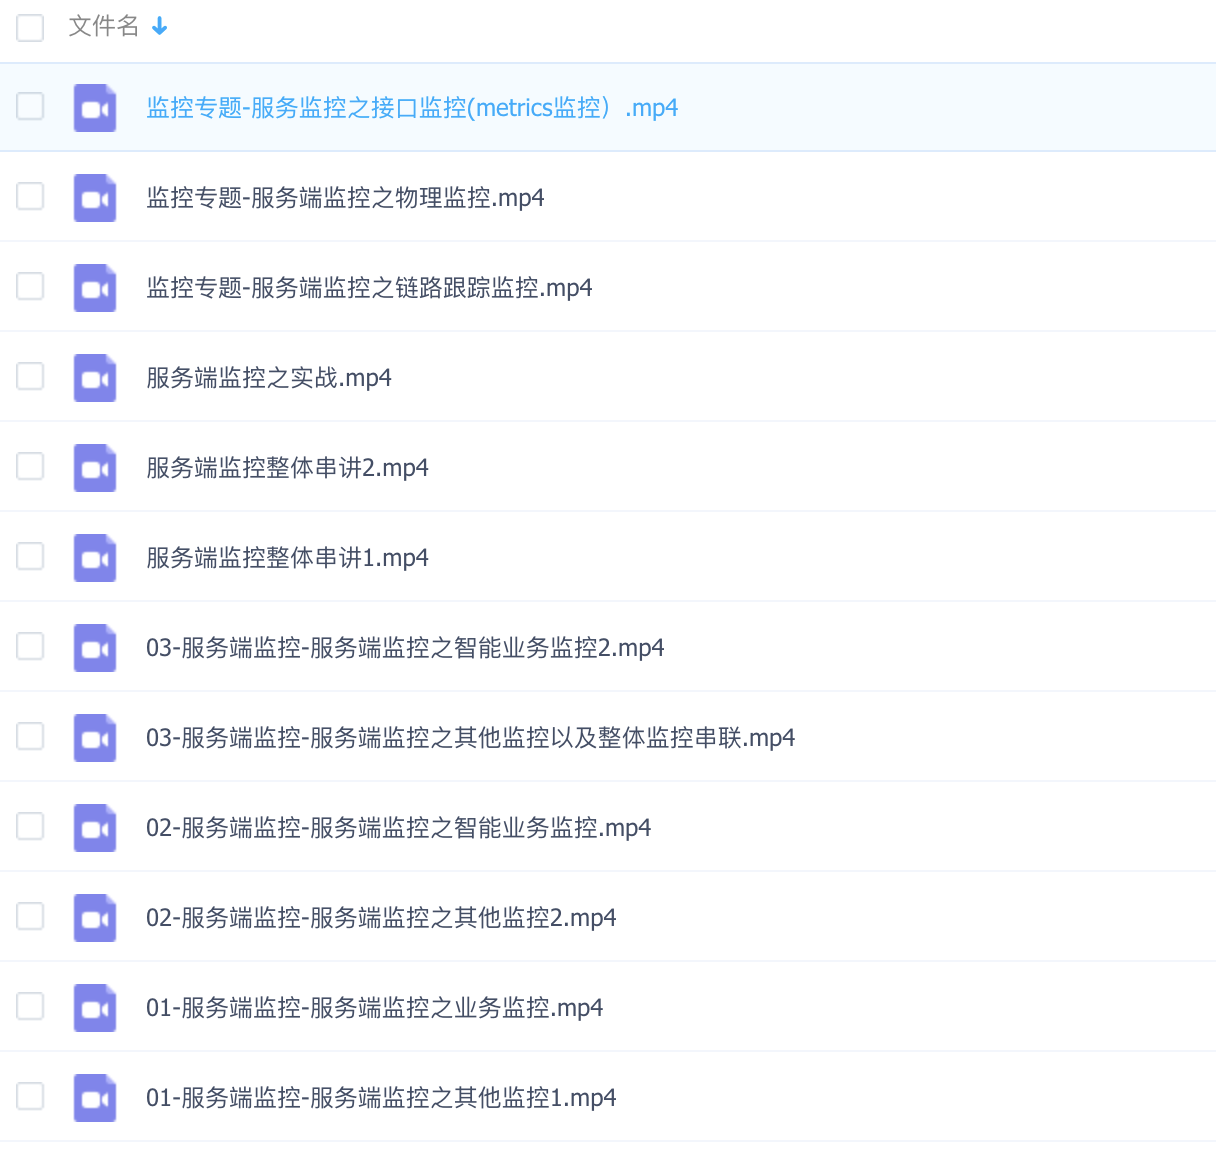 文件名
监控专题-服务监控之接口监控(metrics监控）.mp4
监控专题-服务端监控之物理监控.mp4
监控专题-服务端监控之链路跟踪监控.mp4
服务端监控之实战.mp4
服务端监控整体串讲2.mp4
服务端监控整体串讲1.mp4
03-服务端监控-服务端监控之智能业务监控2.mp4
03-服务端监控-服务端监控之其他监控以及整体监控串联.mp4
02-服务端监控-服务端监控之智能业务监控.mp4
02-服务端监控-服务端监控之其他监控2.mp4
01-服务端监控-服务端监控之业务监控.mp4
01-服务端监控-服务端监控之其他监控1.mp4